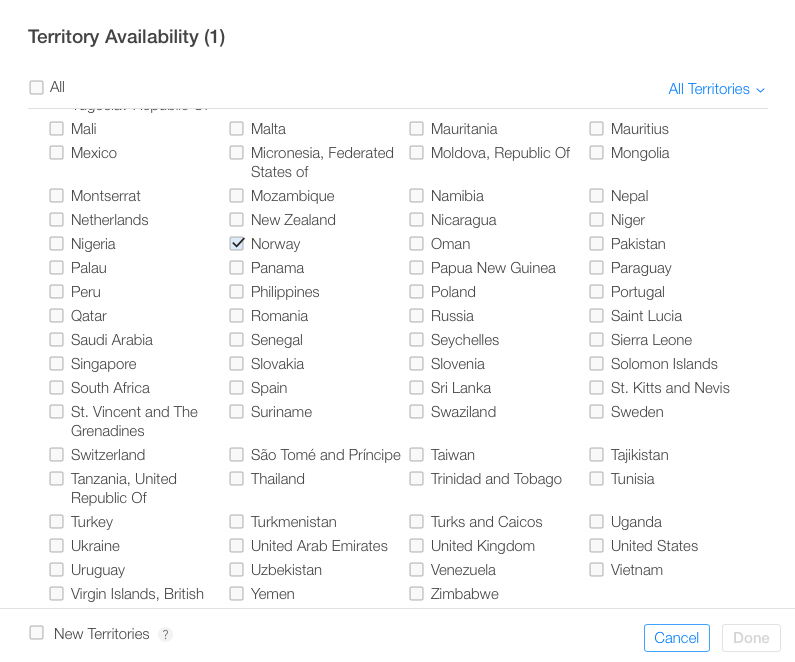 Territory Availability (1)
All
All Territories
Mali Malta Mauritania Mauritius
Mexico Micronesia, Federated Moldova, Republic Of Mongolia
States of
Montserrat Mozambique Namibia Nepal
Netherlands New Zealand Nicaragua Niger
Nigeria Norway Oman Pakistan
Palau Panama Papua New Guinea Paraguay
Peru Philippines Poland Portugal
Qatar Romania Russia Saint Lucia
Saudi Arabia Senegal Seychelles Sierra Leone
Singapore Slovakia Slovenia Solomon Islands
South Africa Spain Sri Lanka St. Kitts and Nevis
St. Vincent and The Suriname Swaziland Sweden
Grenadines
Switzerland São Tomé and Príncipe Taiwan Tajikistan
Tanzania, United Thailand Trinidad and Tobago Tunisia
Republic Of
Turkey Turkmenistan Turks and Caicos Uganda
Ukraine United Arab Emirates United Kingdom United States
Uruguay Uzbekistan Venezuela Vietnam
Virgin Islands, British Yemen Zimbabwe
New Territories ?
Cancel Done